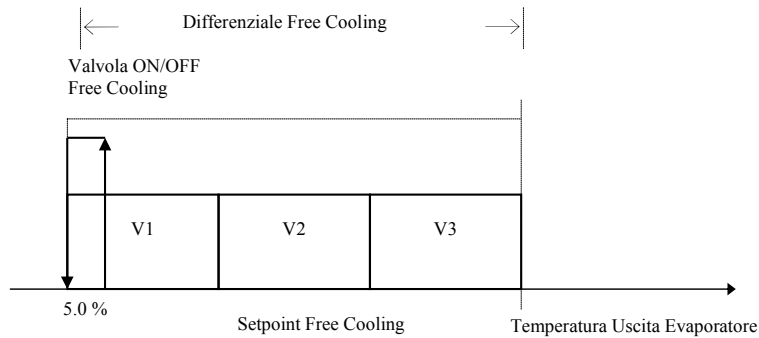 Differenziale Free Cooling
Valvola ON/OFF
Free Cooling
V1
V2
V3
5.0 %
Setpoint Free Cooling
Temperatura Uscita Evaporatore